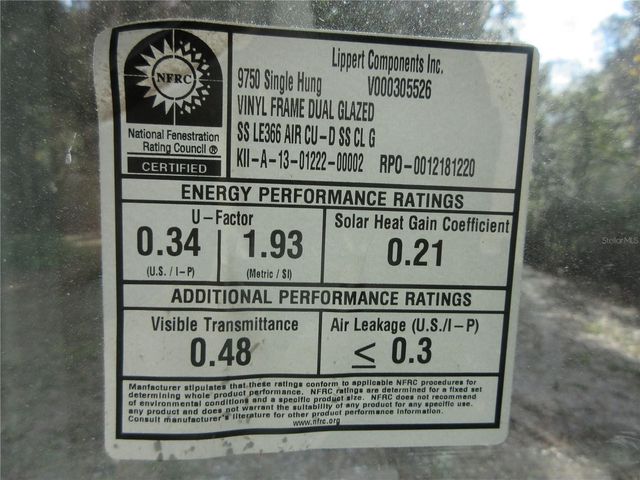 NFRC
National Fenestration
Rating Council ®
CERTIFIED
Lippert Components Inc.
9750 Single Hung V000305526
VINYL FRAME DUAL GLAZED
SS LE366 AIR CU-D SS CL G
KII-A-13-01222-00002 RPO-0012181220
ENERGY PERFORMANCE RATINGS
U-Factor
0.34 1.93
(U.S. / I-P) (Metric / SI)
Solar Heat Gain Coefficient
0.21
ADDITIONAL PERFORMANCE RATINGS
Visible Transmittance
0.48
Air Leakage (U.S./I-P)
≤ 0.3
Manfacturer stipulates that these ratings conform to applicable NFRC procedures for
determining whole product performance. NFRC ratings are determined for a fixed set
of environmental conditions and a specific product size. NFRC does not recommend
any product and does not warrant the suitability of any product for any specific use.
Consult manufacturer's literature for other product performance information.
www.nfrc.org
StellarMLS